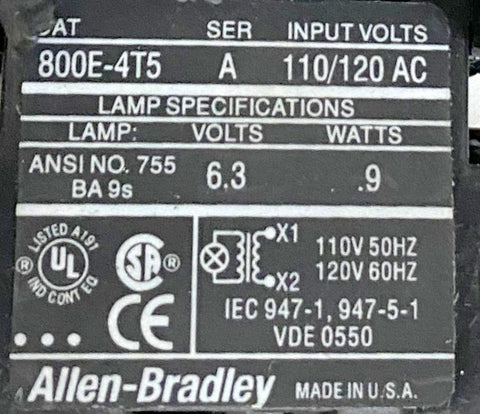 CAT SER INPUT VOLTS
800E-4T5 A 110/120 AC
LAMP SPECIFICATIONS
LAMP: VOLTS WATTS
ANSI NO. 755 6.3 .9
BA 9s
LISTED A191
UL ®
IND CONT EQ
SA ®
CE
X1
X2
110V 50HZ
120V 60HZ
IEC 947-1, 947-5-1
VDE 0550
Allen-Bradley MADE IN U.S.A.